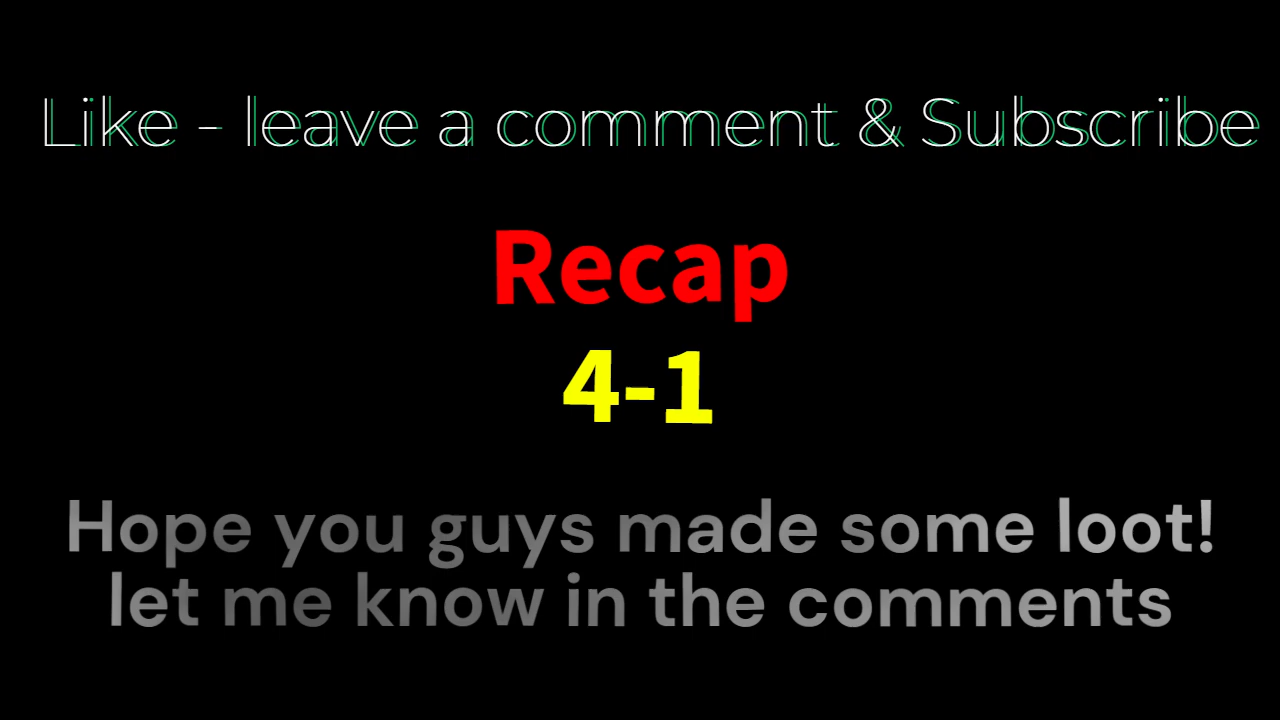 Like - leave a comment & Subscribe
Recap
4-1
Hope you guys made some loot!
let me know in the comments